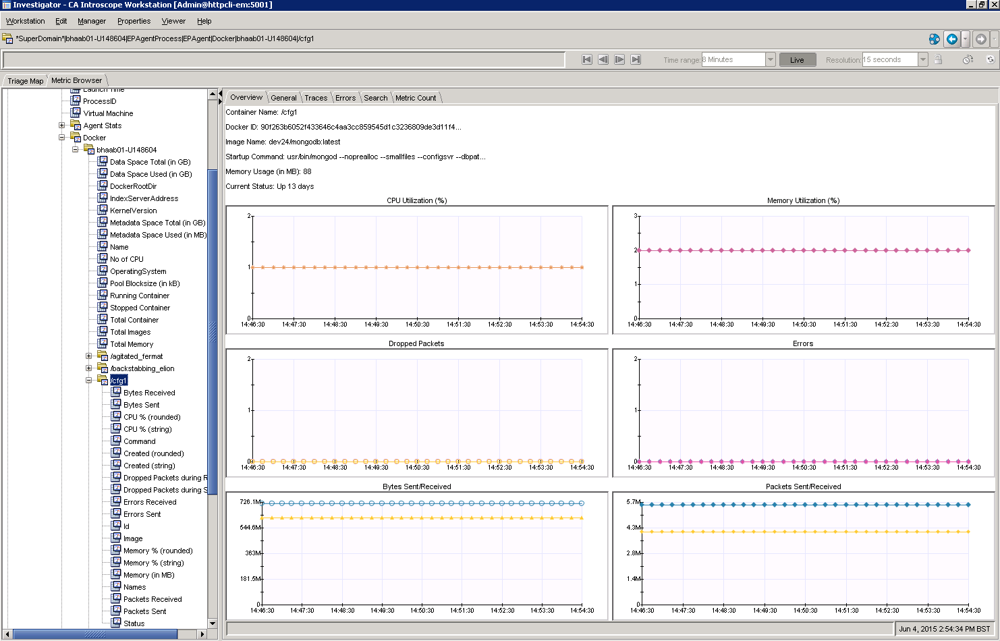 Investigator - CA Introscope Workstation [Admin@httpcli-em:5001]
Workstation Edit Manager Properties Viewer Help
*SuperDomain*|bhaab01-U148604|EPAgentProcess|EPAgent|Docker|bhaab01-U148604|/cfg1
Time range: 8 Minutes Live Resolution: 15 seconds
Triage Map Metric Browser
Launch Time
ProcessID
Virtual Machine
Agent Stats
Docker
bhaab01-U148604
Data Space Total (in GB)
Data Space Used (in GB)
DockerRootDir
IndexServerAddress
KernelVersion
Metadata Space Total (in GB)
Metadata Space Used (in MB)
Name
No of CPU
OperatingSystem
Pool Blocksize (in kB)
Running Container
Stopped Container
Total Container
Total Images
Total Memory
/agitated_fermat
/backstabbing_elion
/cfg1
Bytes Received
Bytes Sent
CPU % (rounded)
CPU % (string)
Command
Created (rounded)
Created (string)
Dropped Packets during R
Dropped Packets during S
Errors Received
Errors Sent
Id
Image
Memory % (rounded)
Memory % (string)
Memory (in MB)
Names
Packets Received
Packets Sent
Status
Overview General Traces Errors Search Metric Count
Container Name: /cfg1
Docker ID: 90f263b6052f433646c4aa3cc859545d1c3236809de3d11f4...
Image Name: dev24/mongodb:latest
Startup Command: usr/bin/mongod --noprealloc --smallfiles --configsvr --dbpat...
Memory Usage (in MB): 88
Current Status: Up 13 days
CPU Utilization (%)
2
1
0
14:46:30 14:47:30 14:48:30 14:49:30 14:50:30 14:51:30 14:52:30 14:53:30 14:54:30
Memory Utilization (%)
3
2
1
0
14:46:30 14:47:30 14:48:30 14:49:30 14:50:30 14:51:30 14:52:30 14:53:30 14:54:30
Dropped Packets
2
1
0
14:46:30 14:47:30 14:48:30 14:49:30 14:50:30 14:51:30 14:52:30 14:53:30 14:54:30
Errors
2
1
0
14:46:30 14:47:30 14:48:30 14:49:30 14:50:30 14:51:30 14:52:30 14:53:30 14:54:30
Bytes Sent/Received
726.1M
544.6M
363M
181.5M
0
14:46:30 14:47:30 14:48:30 14:49:30 14:50:30 14:51:30 14:52:30 14:53:30 14:54:30
Packets Sent/Received
5.7M
4.3M
2.8M
1.4M
0
14:46:30 14:47:30 14:48:30 14:49:30 14:50:30 14:51:30 14:52:30 14:53:30 14:54:30
Jun 4, 2015 2:54:34 PM BST